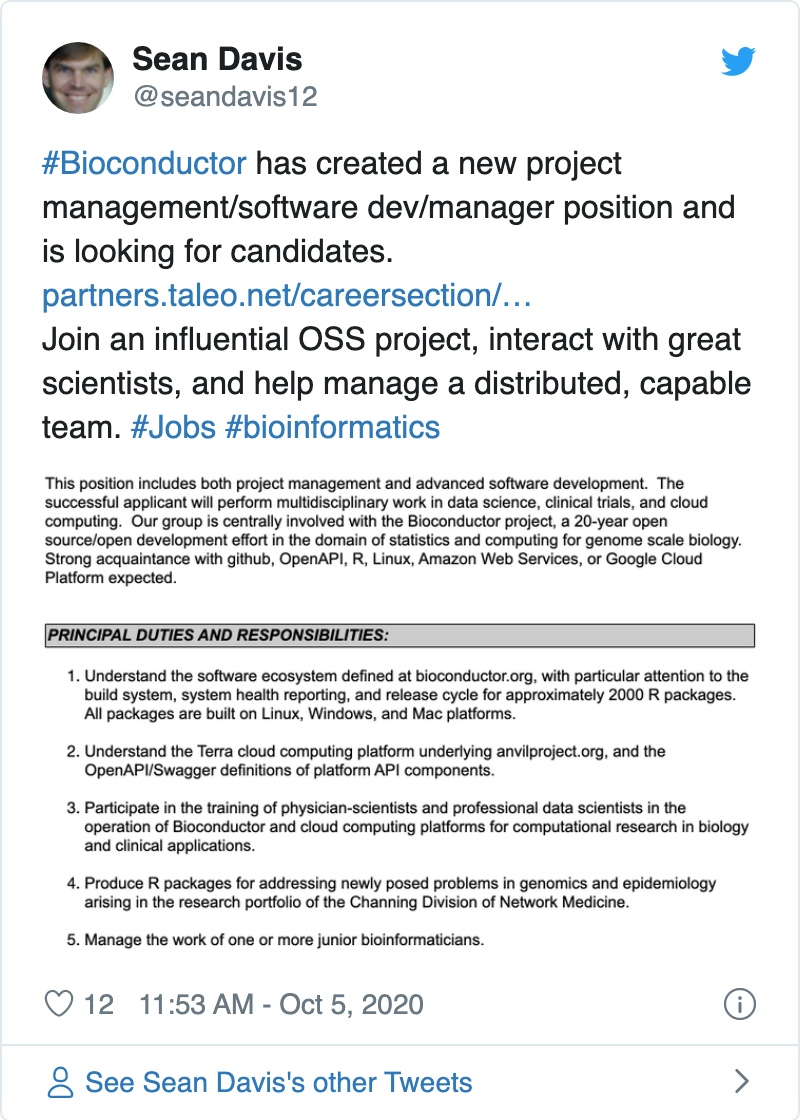 Sean Davis
@seandavis12
#Bioconductor has created a new project
management/software dev/manager position and
is looking for candidates.
partners.taleo.net/careersection/…
Join an influential OSS project, interact with great
scientists, and help manage a distributed, capable
team. #Jobs #bioinformatics
This position includes both project management and advanced software development.  The
successful applicant will perform multidisciplinary work in data science, clinical trials, and cloud
computing.  Our group is centrally involved with the Bioconductor project, a 20-year open
source/open development effort in the domain of statistics and computing for genome scale biology.
Strong acquaintance with github, OpenAPI, R, Linux, Amazon Web Services, or Google Cloud
Platform expected.
PRINCIPAL DUTIES AND RESPONSIBILITIES:
1. Understand the software ecosystem defined at bioconductor.org, with particular attention to the
build system, system health reporting, and release cycle for approximately 2000 R packages.
All packages are built on Linux, Windows, and Mac platforms.
2. Understand the Terra cloud computing platform underlying anvilproject.org, and the
OpenAPI/Swagger definitions of platform API components.
3. Participate in the training of physician-scientists and professional data scientists in the
operation of Bioconductor and cloud computing platforms for computational research in biology
and clinical applications.
4. Produce R packages for addressing newly posed problems in genomics and epidemiology
arising in the research portfolio of the Channing Division of Network Medicine.
5. Manage the work of one or more junior bioinformaticians.
12 11:53 AM - Oct 5, 2020
See Sean Davis's other Tweets